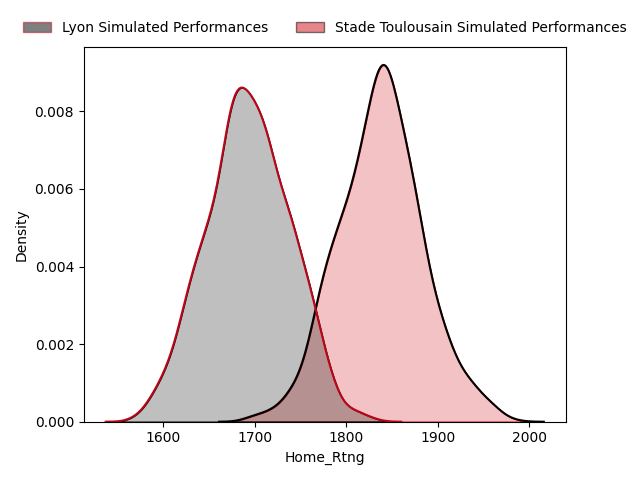 Lyon Simulated Performances
Stade Toulousain Simulated Performances
0.008
0.006
0.004
0.002
0.000
Density
1600
1700
1800
1900
2000
Home_Rtng